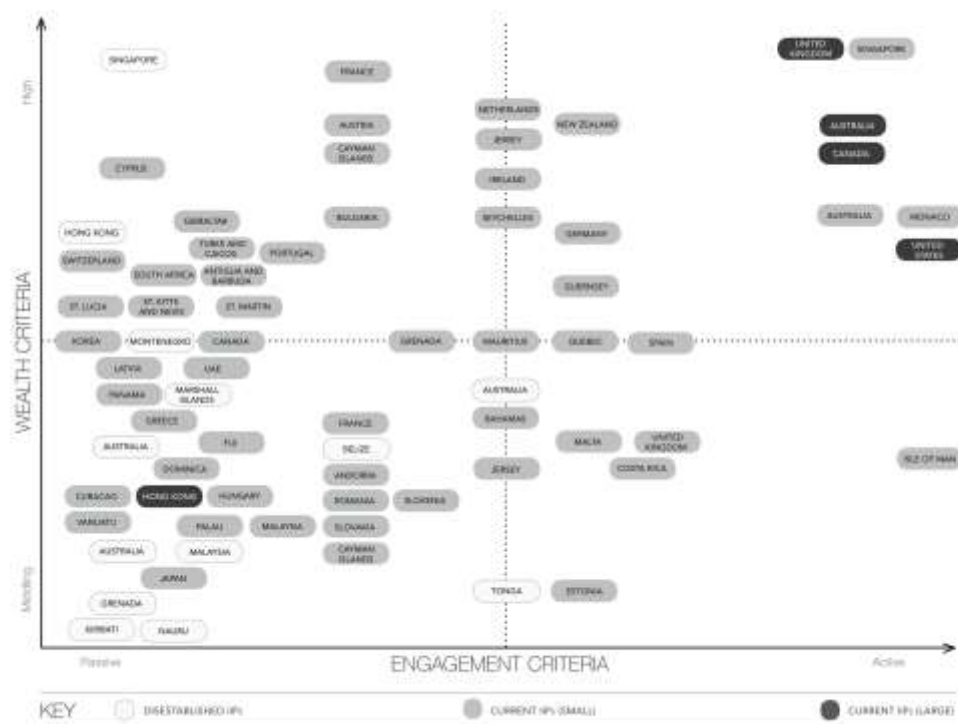 WEALTH CRITERIA
High
Middling
SINGAPORE
UNITED
KINGDOM
SINGAPORE
FRANCE
NETHERLANDS
NEW ZEALAND
AUSTRIA
AUSTRALIA
JERSEY
CAYMAN
ISLANDS
CANADA
CYPRUS
IRELAND
GIBRALTAR
BULGARIA
SEYCHELLES
AUSTRALIA
MONACO
HONG KONG
GERMANY
TURKS AND
CAICOS
PORTUGAL
UNITED
STATES
SWITZERLAND
SOUTH AFRICA
ANTIGUA AND
BARBUDA
GUERNSEY
ST. LUCIA
ST. KITTS
AND NEVIS
ST. MARTIN
KOREA
MONTENEGRO
CANADA
GRENADA
MAURITIUS
QUEBEC
SPAIN
LATVIA
UAE
PANAMA
MARSHALL
ISLANDS
AUSTRALIA
GREECE
FRANCE
BAHAMAS
AUSTRALIA
FIJI
BELIZE
MALTA
UNITED
KINGDOM
DOMINICA
ANDORRA
JERSEY
COSTA RICA
ISLE OF MAN
CURACAO
HONG KONG
HUNGARY
ROMANIA
SLOVENIA
VANUATU
PALAU
MALAYSIA
SLOVAKIA
AUSTRALIA
MALAYSIA
CAYMAN
ISLANDS
JAPAN
TONGA
ESTONIA
GRENADA
KIRIBATI
NAURU
Passive
ENGAGEMENT CRITERIA
Active
KEY
DISESTABLISHED IIPs
CURRENT IIPs (SMALL)
CURRENT IIPs (LARGE)